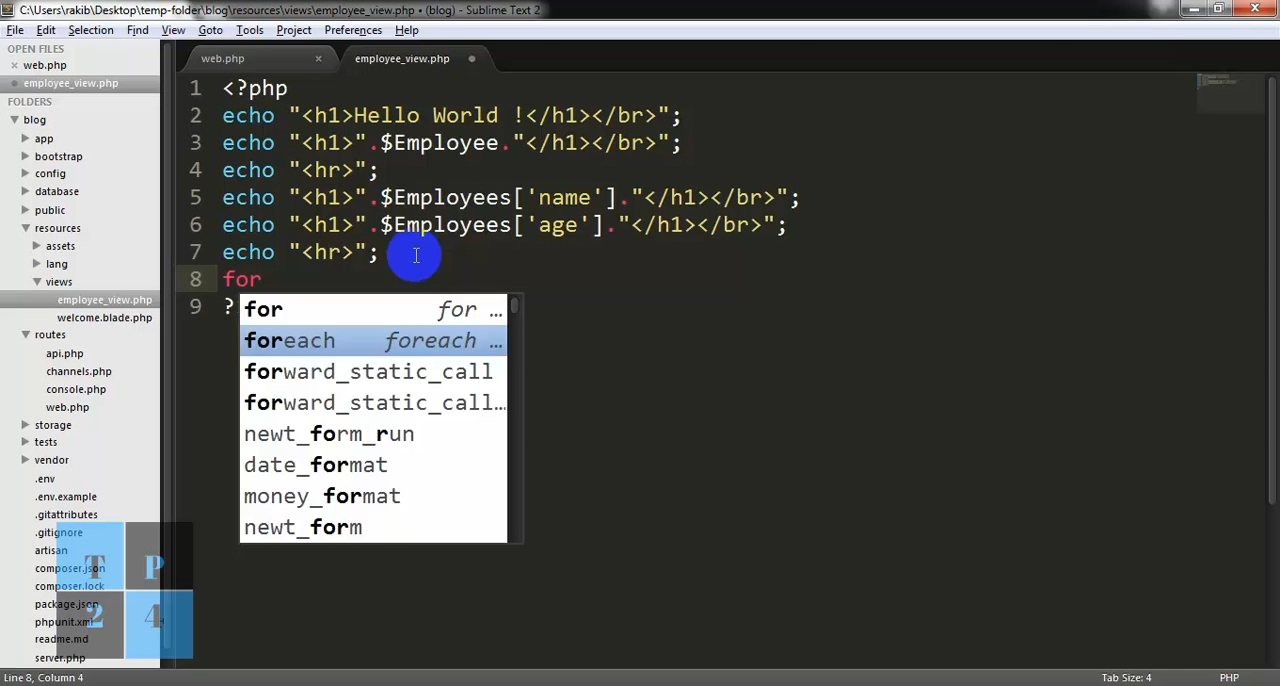 C:\Users\rakib\Desktop\temp-folder\blog\resources\views\employee_view.php • (blog) - Sublime Text 2
File Edit Selection Find View Goto Tools Project Preferences Help
OPEN FILES
web.php
employee_view.php
FOLDERS
blog
app
bootstrap
config
database
public
resources
assets
lang
views
employee_view.php
welcome.blade.php
routes
api.php
channels.php
console.php
web.php
storage
tests
vendor
.env
.env.example
.gitattributes
.gitignore
artisan
composer.json
composer.lock
package.json
phpunit.xml
readme.md
server.php
T P
2 4
web.php employee_view.php
1 <?php
2 echo "<h1>Hello World !</h1></br>";
3 echo "<h1>".$Employee."</h1></br>";
4 echo "<hr>";
5 echo "<h1>".$Employees['name']."</h1></br>";
6 echo "<h1>".$Employees['age']."</h1></br>";
7 echo "<hr>";
8 for
9 ?
for for …
foreach foreach …
forward_static_call
forward_static_call…
newt_form_run
date_format
money_format
newt_form
Line 8, Column 4 Tab Size: 4 PHP